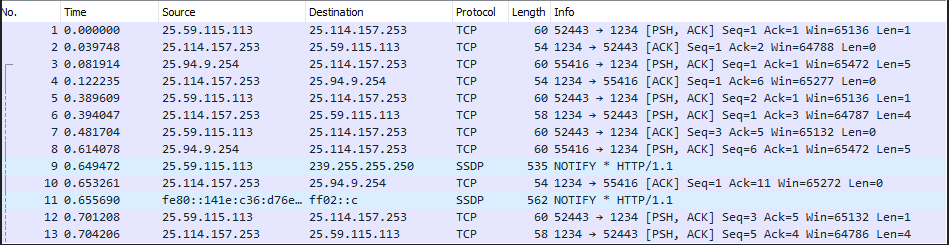 No. Time Source Destination Protocol Length Info
1 0.000000 25.59.115.113 25.114.157.253 TCP 60 52443 → 1234 [PSH, ACK] Seq=1 Ack=1 Win=65136 Len=1
2 0.039748 25.114.157.253 25.59.115.113 TCP 54 1234 → 52443 [ACK] Seq=1 Ack=2 Win=64788 Len=0
3 0.081914 25.94.9.254 25.114.157.253 TCP 60 55416 → 1234 [PSH, ACK] Seq=1 Ack=1 Win=65472 Len=5
4 0.122235 25.114.157.253 25.94.9.254 TCP 54 1234 → 55416 [ACK] Seq=1 Ack=6 Win=65277 Len=0
5 0.389609 25.59.115.113 25.114.157.253 TCP 60 52443 → 1234 [PSH, ACK] Seq=2 Ack=1 Win=65136 Len=1
6 0.394047 25.114.157.253 25.59.115.113 TCP 58 1234 → 52443 [PSH, ACK] Seq=1 Ack=3 Win=64787 Len=4
7 0.481704 25.59.115.113 25.114.157.253 TCP 60 52443 → 1234 [ACK] Seq=3 Ack=5 Win=65132 Len=0
8 0.614078 25.94.9.254 25.114.157.253 TCP 60 55416 → 1234 [PSH, ACK] Seq=6 Ack=1 Win=65472 Len=5
9 0.649472 25.59.115.113 239.255.255.250 SSDP 535 NOTIFY * HTTP/1.1
10 0.653261 25.114.157.253 25.94.9.254 TCP 54 1234 → 55416 [ACK] Seq=1 Ack=11 Win=65272 Len=0
11 0.655690 fe80::141e:c36:d76e… ff02::c SSDP 562 NOTIFY * HTTP/1.1
12 0.701208 25.59.115.113 25.114.157.253 TCP 60 52443 → 1234 [PSH, ACK] Seq=3 Ack=5 Win=65132 Len=1
13 0.704206 25.114.157.253 25.59.115.113 TCP 58 1234 → 52443 [PSH, ACK] Seq=5 Ack=4 Win=64786 Len=4